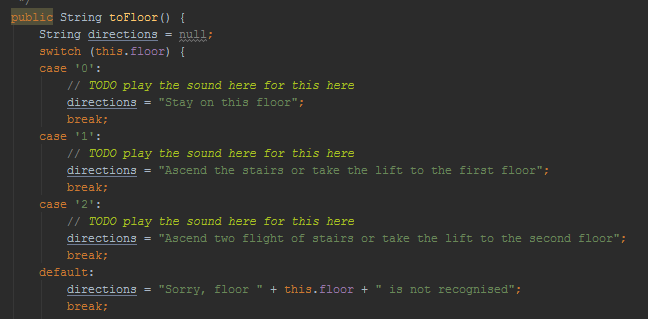 */
public String toFloor() {
String directions = null;
switch (this.floor) {
case '0':
// TODO play the sound here for this here
directions = "Stay on this floor";
break;
case '1':
// TODO play the sound here for this here
directions = "Ascend the stairs or take the lift to the first floor";
break;
case '2':
// TODO play the sound here for this here
directions = "Ascend two flight of stairs or take the lift to the second floor";
break;
default:
directions = "Sorry, floor " + this.floor + " is not recognised";
break;